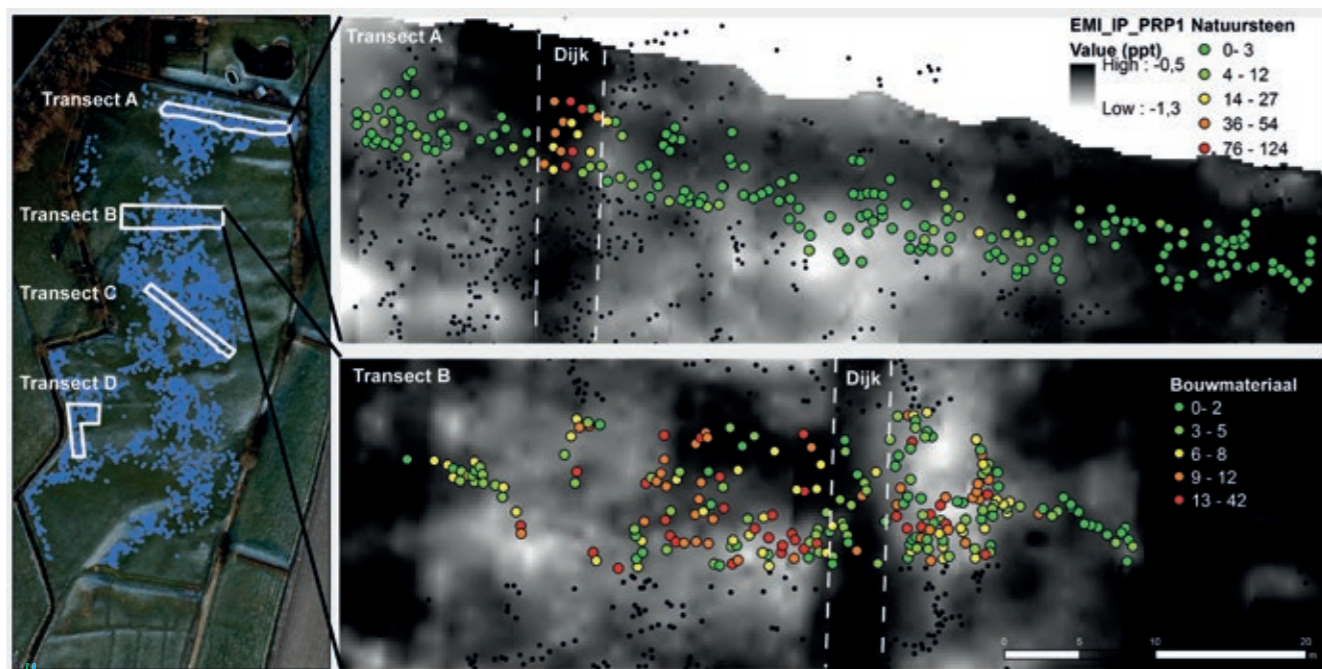 Transect A
Transect B
Transect C
Transect D
Transect A
Dijk
EMI_IP_PRP1
Value (ppt)
High : -0,5
Low : -1,3
Natuursteen
0- 3
4 - 12
14 - 27
36 - 54
76 - 124
Transect B
Dijk
Bouwmateriaal
0- 2
3 - 5
6 - 8
9 - 12
13 - 42
0 5 10 20
m